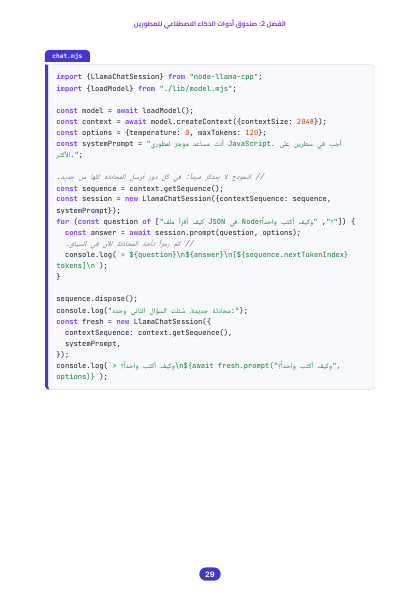 الفصل 2: صندوق أدوات الذكاء الاصطناعي للمطورين
chat.mjs
import {LlamaChatSession} from "node-llama-cpp";
import {loadModel} from "./lib/model.mjs";
const model = await loadModel();
const context = await model.createContext({contextSize: 2048});
const options = {temperature: 0, maxTokens: 120};
const systemPrompt = "أنت مساعد موجز لمطوري JavaScript. أجب في سطرين على
الأكثر.";
// النموذج لا يتذكر شيئاً: في كل دور تُرسل المحادثة كلها من جديد.
const sequence = context.getSequence();
const session = new LlamaChatSession({contextSequence: sequence,
systemPrompt});
for (const question of ["كيف أقرأ ملف JSON في Node؟", "وكيف أكتب واحداً؟"]) {
const answer = await session.prompt(question, options);
// كم رمزاً تأخذ المحادثة الآن في السياق.
console.log(`> ${question}\n${answer}\n[${sequence.nextTokenIndex}
tokens]\n`);
}
sequence.dispose();
console.log("محادثة جديدة، سُئلت السؤال الثاني وحده:");
const fresh = new LlamaChatSession({
contextSequence: context.getSequence(),
systemPrompt,
});
console.log(`> وكيف أكتب واحداً؟\n${await fresh.prompt("وكيف أكتب واحداً؟",
options)}`);
29